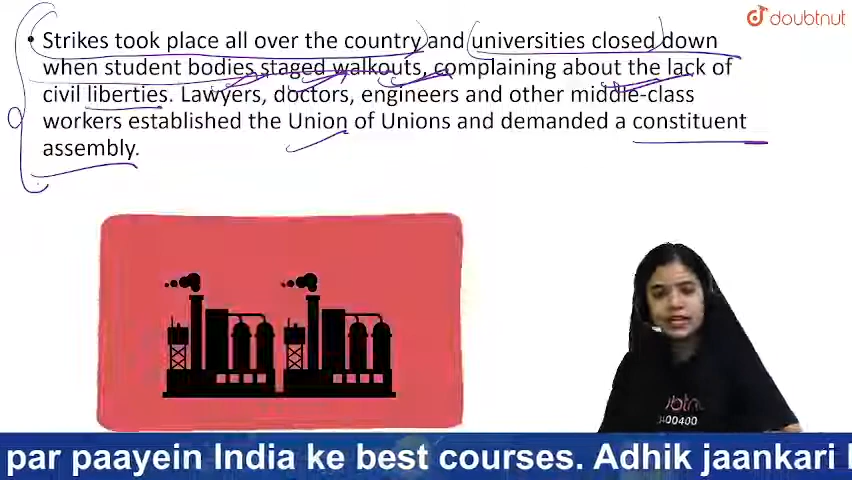 doubtnut
• Strikes took place all over the country and universities closed down
when student bodies staged walkouts, complaining about the lack of
civil liberties. Lawyers, doctors, engineers and other middle-class
workers established the Union of Unions and demanded a constituent
assembly.
400400
par paayein India ke best courses. Adhik jaankari